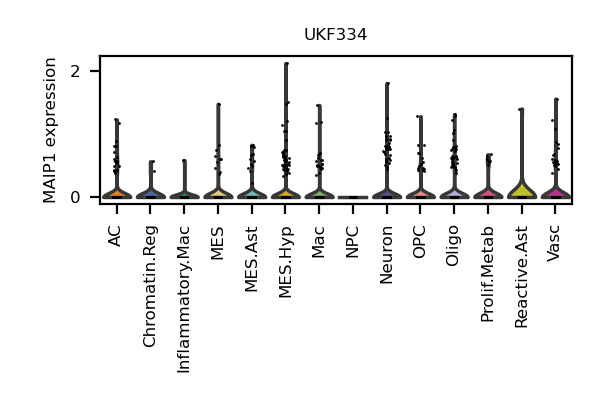 UKF334
MAIP1 expression
2
0
AC
Chromatin.Reg
Inflammatory.Mac
MES
MES.Ast
MES.Hyp
Mac
NPC
Neuron
OPC
Oligo
Prolif.Metab
Reactive.Ast
Vasc